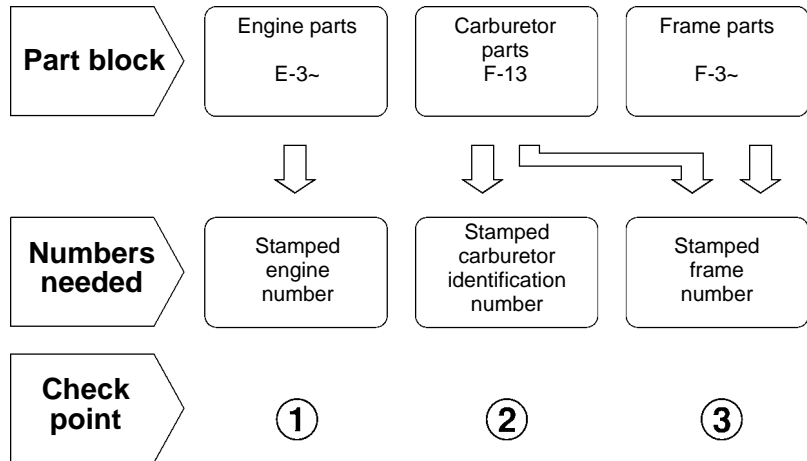 Part block
Engine parts
E-3~
Carburetor
parts
F-13
Frame parts
F-3~
Numbers
needed
Stamped
engine
number
Stamped
carburetor
identification
number
Stamped
frame
number
Check
point
1
2
3